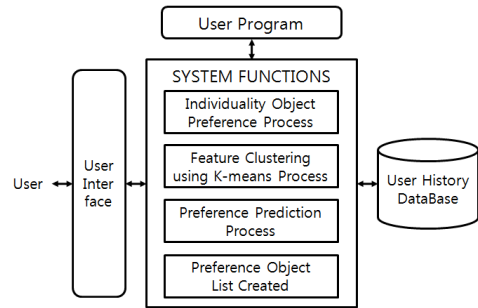 User Program
SYSTEM FUNCTIONS
Individuality Object
Preference Process
Feature Clustering
using K-means Process
Preference Prediction
Process
Preference Object
List Created
User
User
Inter
face
User History
DataBase